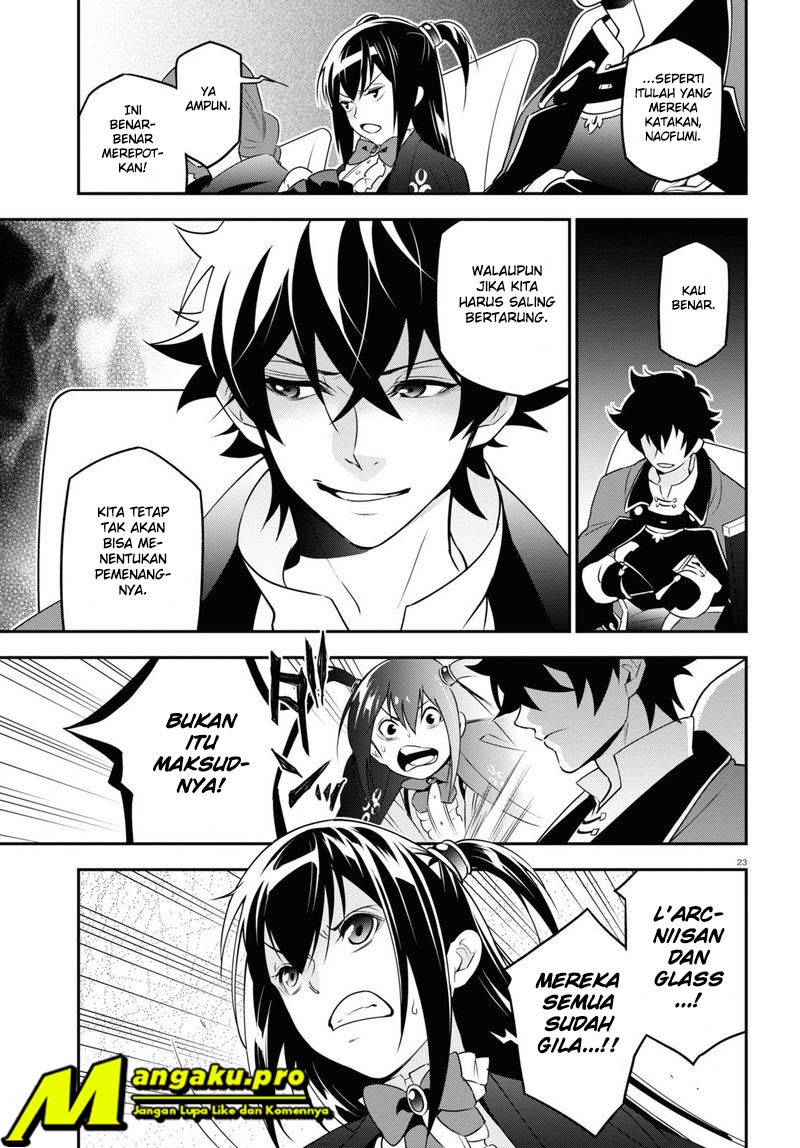 ...SEPERTI
ITULAH YANG
MEREKA
KATAKAN,
NAOFUMI.
YA
AMPUN.
INI
BENAR-
BENAR
MEREPOT-
KAN!
KAU
BENAR.
WALAUPUN
JIKA KITA
HARUS SALING
BERTARUNG.
KITA TETAP
TAK AKAN
BISA ME-
NENTUKAN
PEMENANG-
NYA.
BUKAN
ITU
MAKSUD-
NYA!
23
L'ARC-
NIISAN
DAN
GLASS
...!
MEREKA
SEMUA
SUDAH
GILA...!!
Mangaku.pro
Jangan Lupa Like dan Komennya